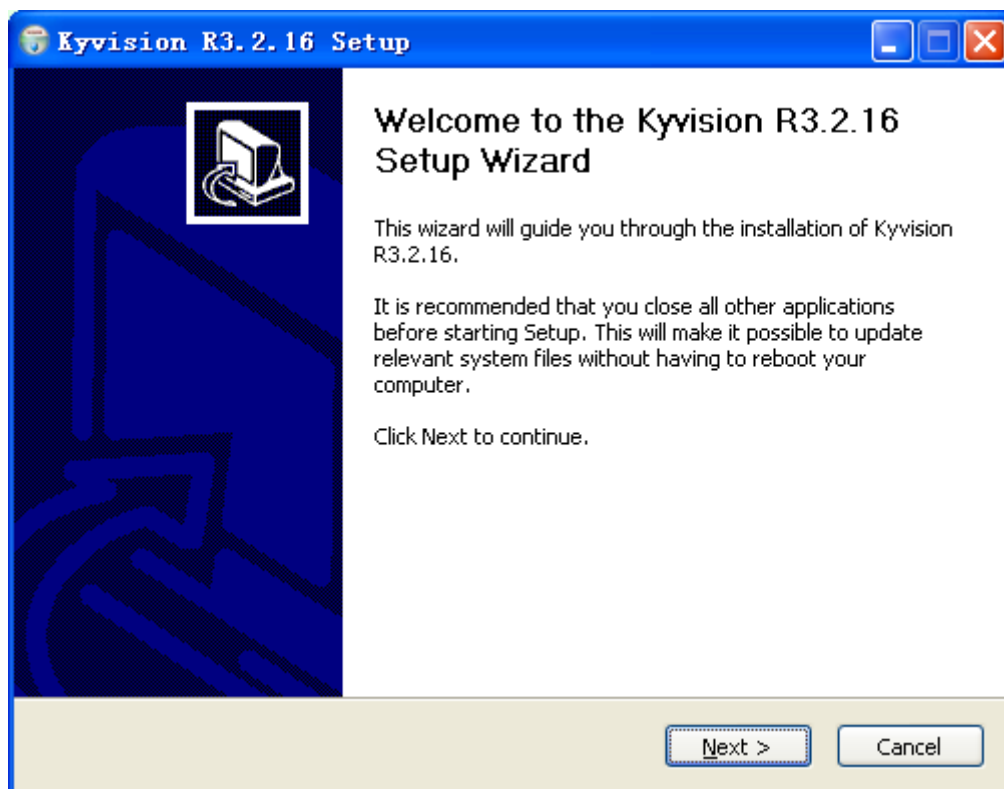 Kyvision R3.2.16 Setup
Welcome to the Kyvision R3.2.16
Setup Wizard
This wizard will guide you through the installation of Kyvision
R3.2.16.
It is recommended that you close all other applications
before starting Setup. This will make it possible to update
relevant system files without having to reboot your
computer.
Click Next to continue.
Next >
Cancel